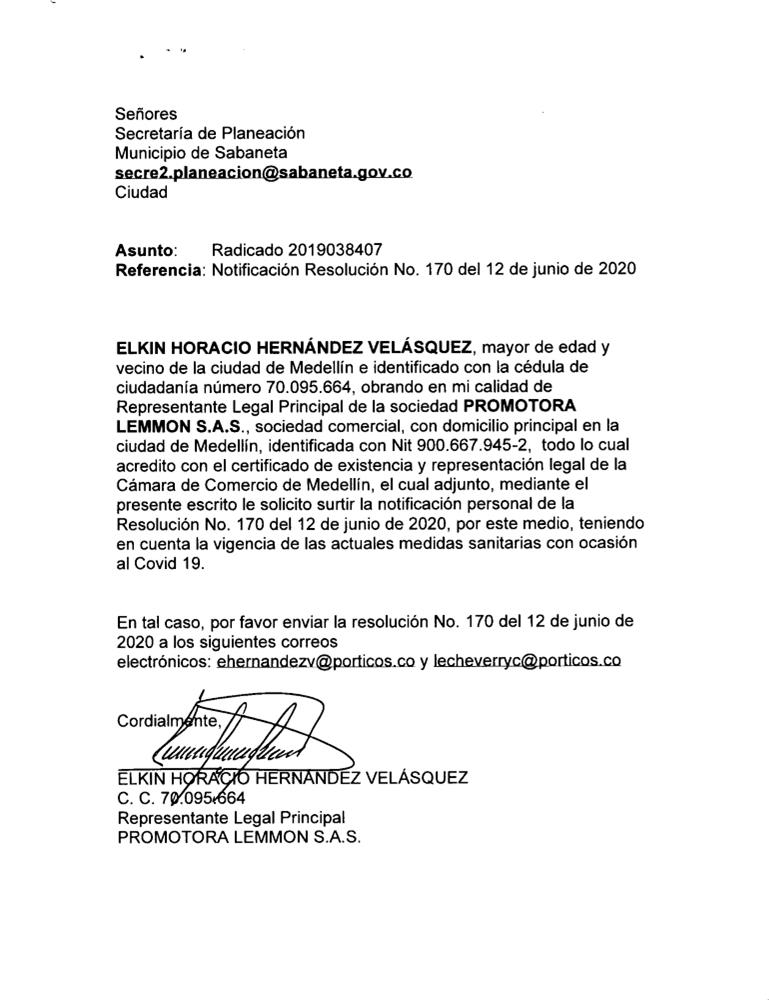 Señores
Secretaría de Planeación
Municipio de Sabaneta
secre2.planeacion@sabaneta.gov.co
Ciudad
Asunto: Radicado 2019038407
Referencia: Notificación Resolución No. 170 del 12 de junio de 2020
ELKIN HORACIO HERNÁNDEZ VELÁSQUEZ, mayor de edad y
vecino de la ciudad de Medellín e identificado con la cédula de
ciudadanía número 70.095.664, obrando en mi calidad de
Representante Legal Principal de la sociedad PROMOTORA
LEMMON S.A.S., sociedad comercial, con domicilio principal en la
ciudad de Medellín, identificada con Nit 900.667.945-2, todo lo cual
acredito con el certificado de existencia y representación legal de la
Cámara de Comercio de Medellín, el cual adjunto, mediante el
presente escrito le solicito surtir la notificación personal de la
Resolución No. 170 del 12 de junio de 2020, por este medio, teniendo
en cuenta la vigencia de las actuales medidas sanitarias con ocasión
al Covid 19.
En tal caso, por favor enviar la resolución No. 170 del 12 de junio de
2020 a los siguientes correos
electrónicos: ehernandezv@porticos.co y lecheverryc@porticos.co
Cordialmente,
ELKIN HORACIO HERNÁNDEZ VELÁSQUEZ
C. C. 70.095.664
Representante Legal Principal
PROMOTORA LEMMON S.A.S.